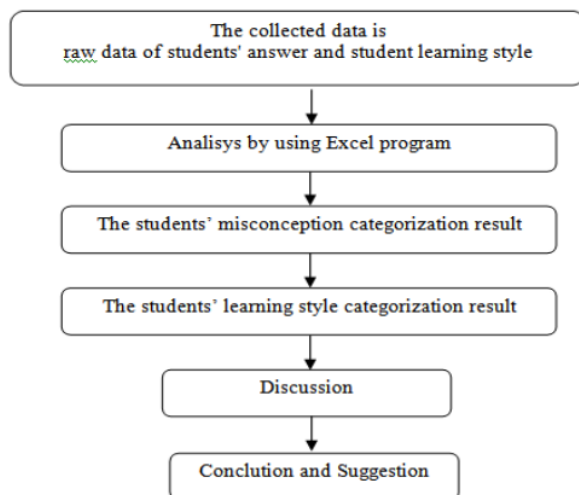 The collected data is
raw data of students' answer and student learning style
Analisys by using Excel program
The students’ misconception categorization result
The students’ learning style categorization result
Discussion
Conclution and Suggestion